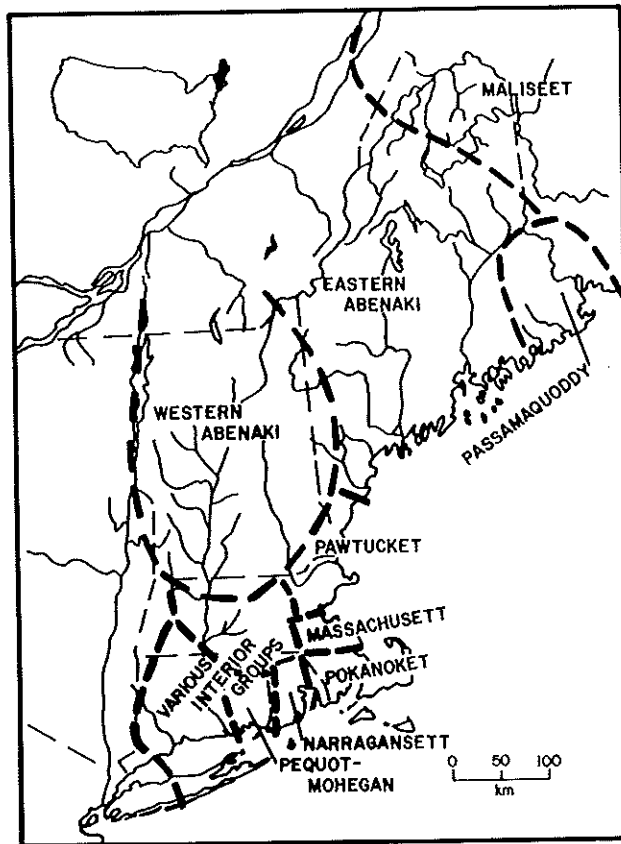 MALISEET
EASTERN
ABENAKI
WESTERN
ABENAKI
PASSAMAQUODDY
PAWTUCKET
MASSACHUSETT
POKANOKET
VARIOUS
INTERIOR
GROUPS
NARRAGANSETT
PEQUOT-
MOHEGAN
0 50 100
km